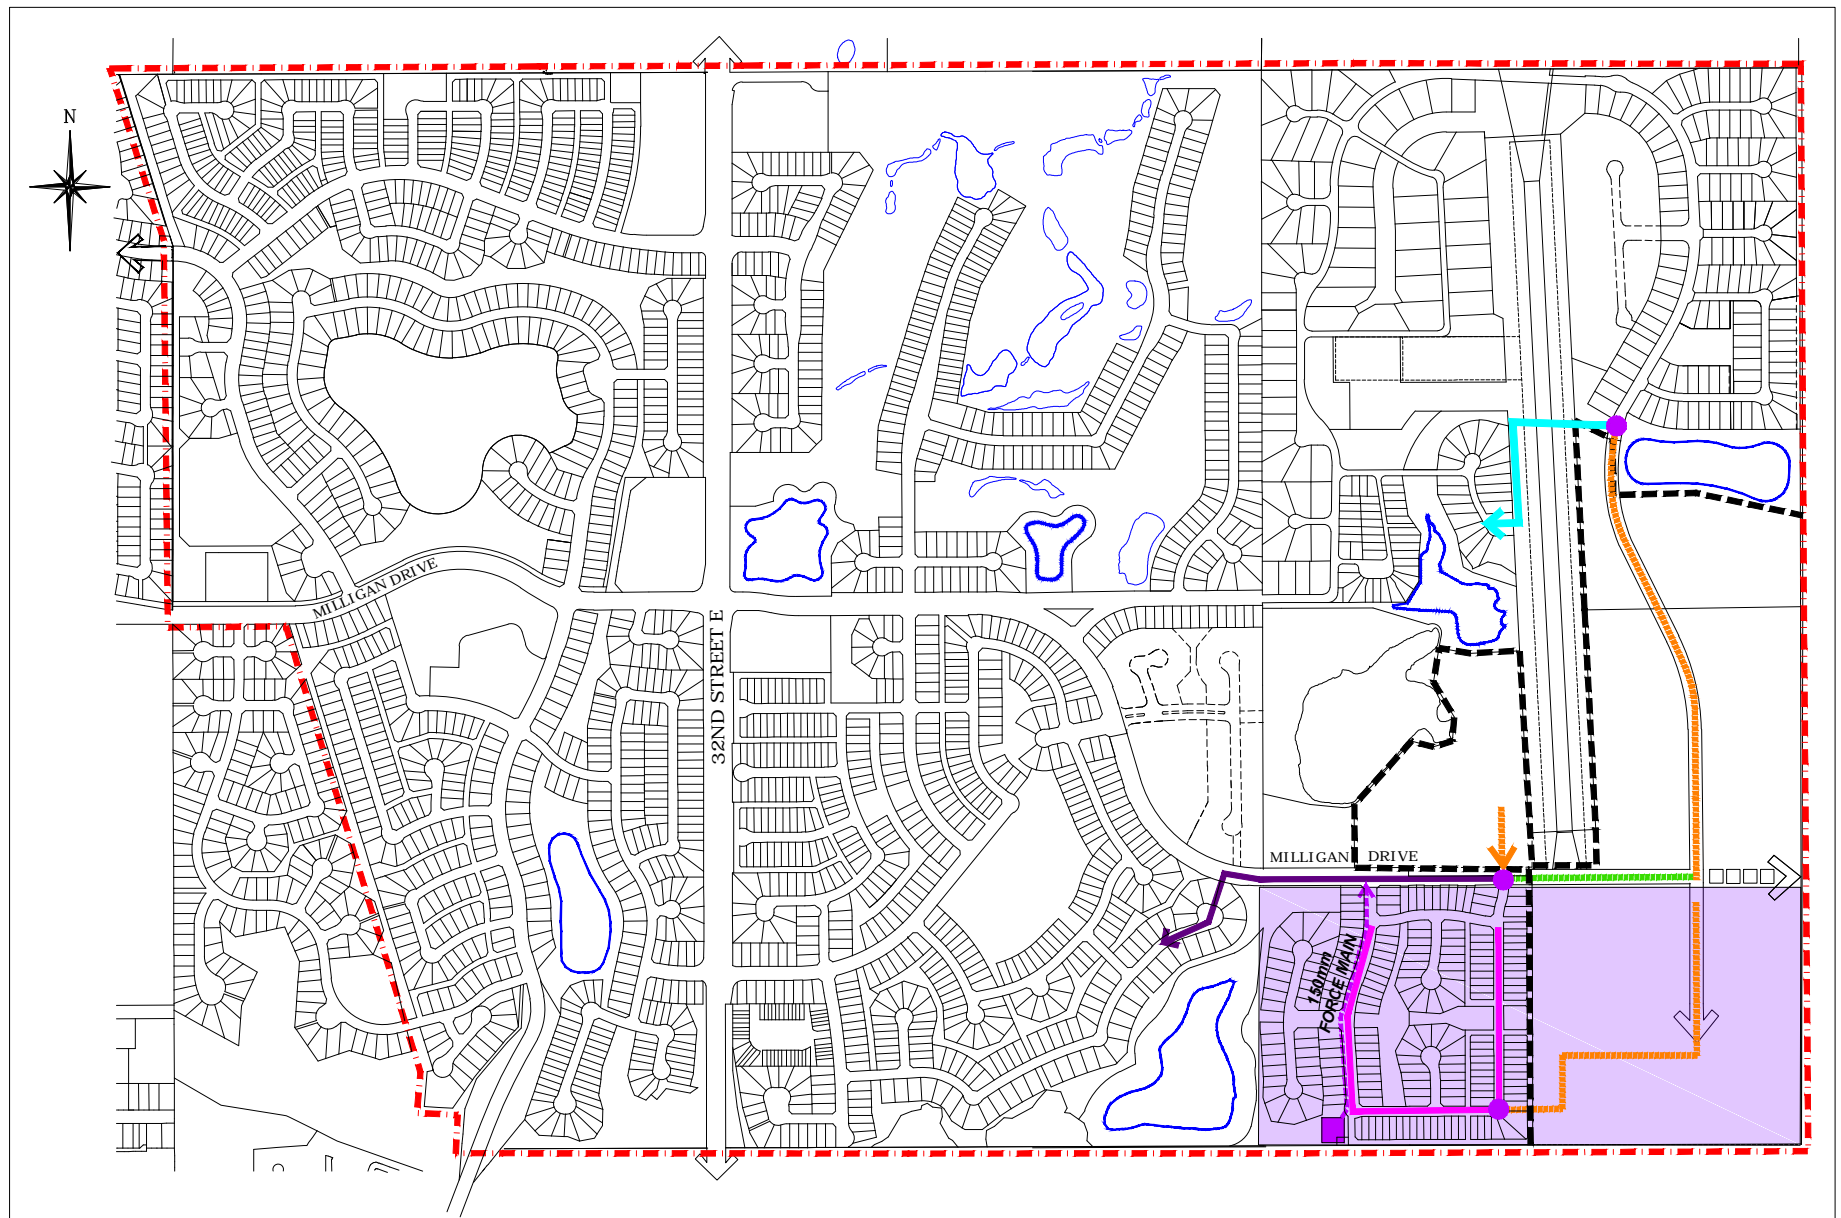 N
MILLIGAN DRIVE
32ND STREET E
MILLIGAN DRIVE
150mm
FORCE MAIN